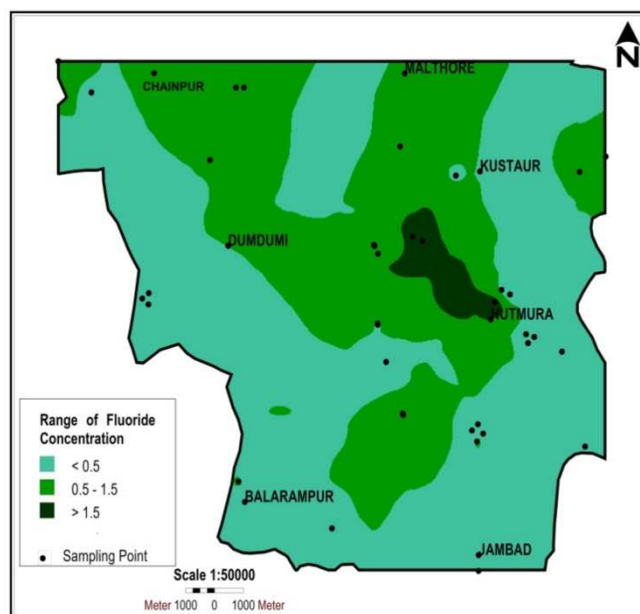 N
MALTHORE
CHAINPUR
KUSTAUR
DUMDUMI
HUTMURA
Range of Fluoride
Concentration
< 0.5
0.5 - 1.5
> 1.5
Sampling Point
BALARAMPUR
JAMBAD
Scale 1:50000
Meter 1000 0 1000 Meter